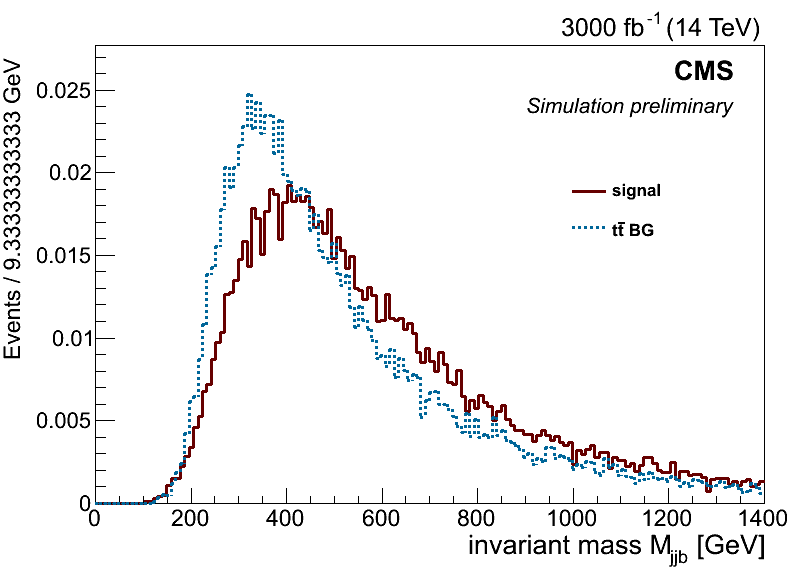 3000 fb-1 (14 TeV)
CMS
Simulation preliminary
signal
tt̄ BG
Events / 9.33333333333 GeV
0.025
0.02
0.015
0.01
0.005
0
0 200 400 600 800 1000 1200 1400
invariant mass Mjjb [GeV]